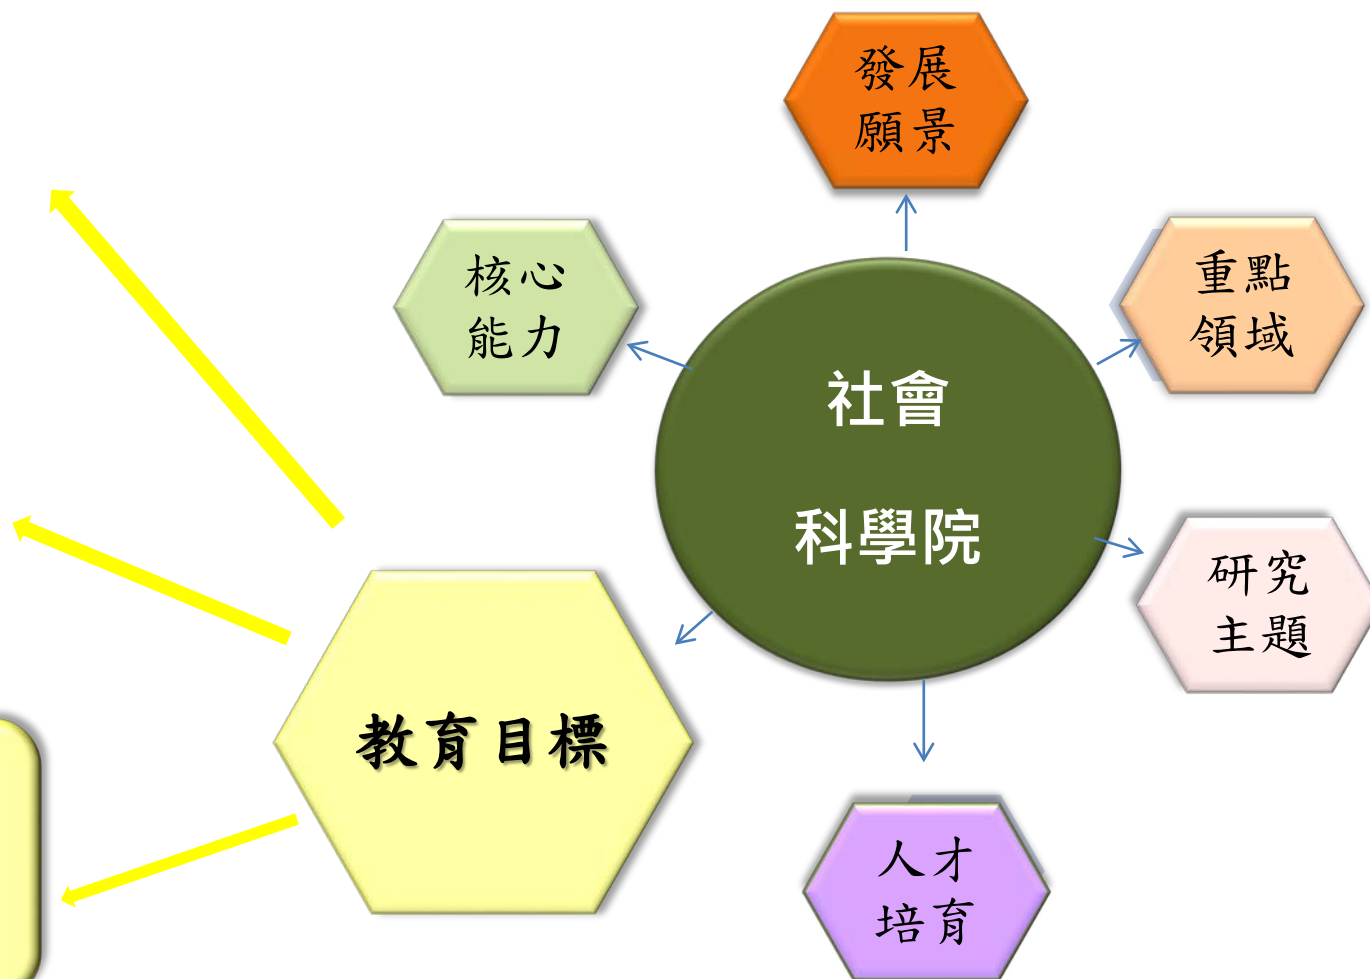 發展
願景
核心
能力
重點
領域
社會
科學院
研究
主題
教育目標
人才
培育